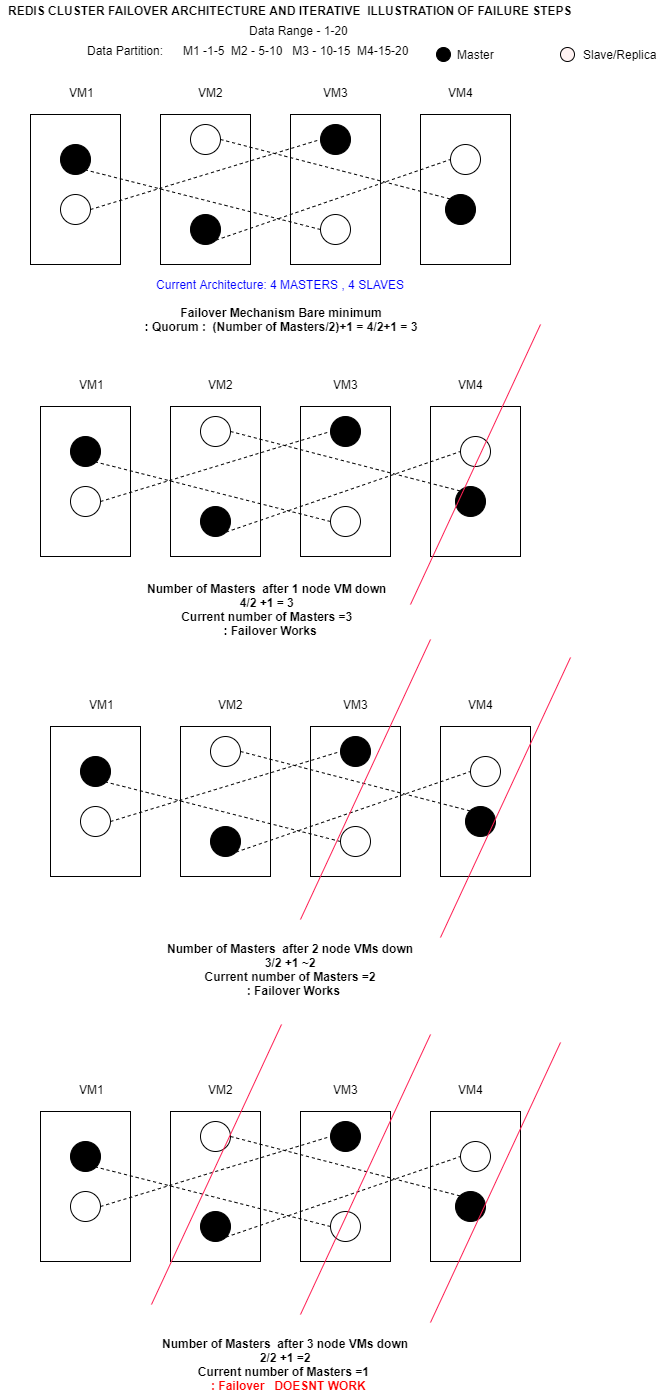 REDIS CLUSTER FAILOVER ARCHITECTURE AND ITERATIVE ILLUSTRATION OF FAILURE STEPS
Data Range - 1-20
Data Partition: M1 -1-5 M2 - 5-10 M3 - 10-15 M4-15-20 Master Slave/Replica
VM1 VM2 VM3 VM4
Current Architecture: 4 MASTERS , 4 SLAVES
Failover Mechanism Bare minimum
: Quorum : (Number of Masters/2)+1 = 4/2+1 = 3
VM1 VM2 VM3 VM4
Number of Masters after 1 node VM down
4/2 +1 = 3
Current number of Masters =3
: Failover Works
VM1 VM2 VM3 VM4
Number of Masters after 2 node VMs down
3/2 +1 ~2
Current number of Masters =2
: Failover Works
VM1 VM2 VM3 VM4
Number of Masters after 3 node VMs down
2/2 +1 =2
Current number of Masters =1
: Failover DOESNT WORK